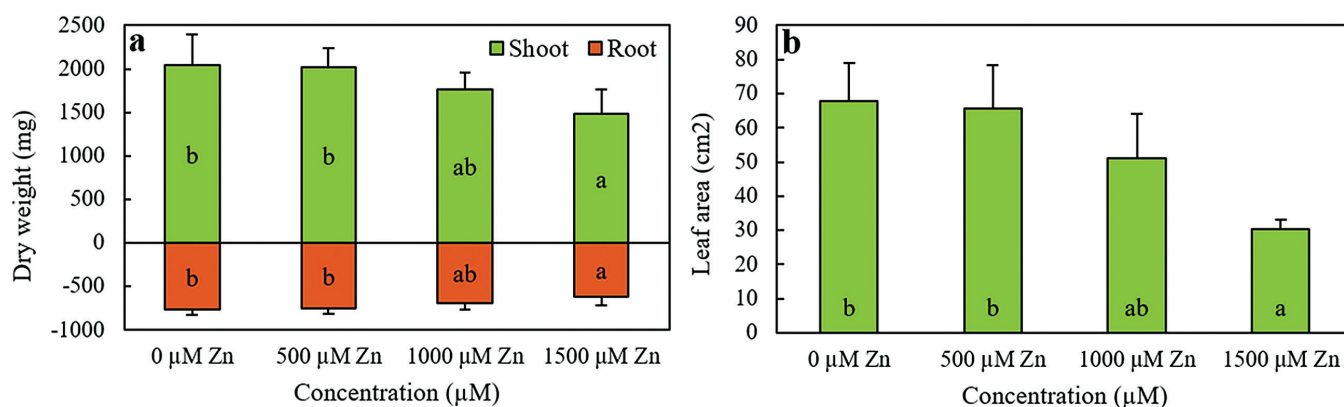 a
Shoot Root
Dry weight (mg)
2500
2000
1500
1000
500
0
-500
-1000
b b ab a
b b ab a
0 µM Zn 500 µM Zn 1000 µM Zn 1500 µM Zn
Concentration (µM)
b
Leaf area (cm2)
90
80
70
60
50
40
30
20
10
0
b b ab a
0 µM Zn 500 µM Zn 1000 µM Zn 1500 µM Zn
Concentration (µM)